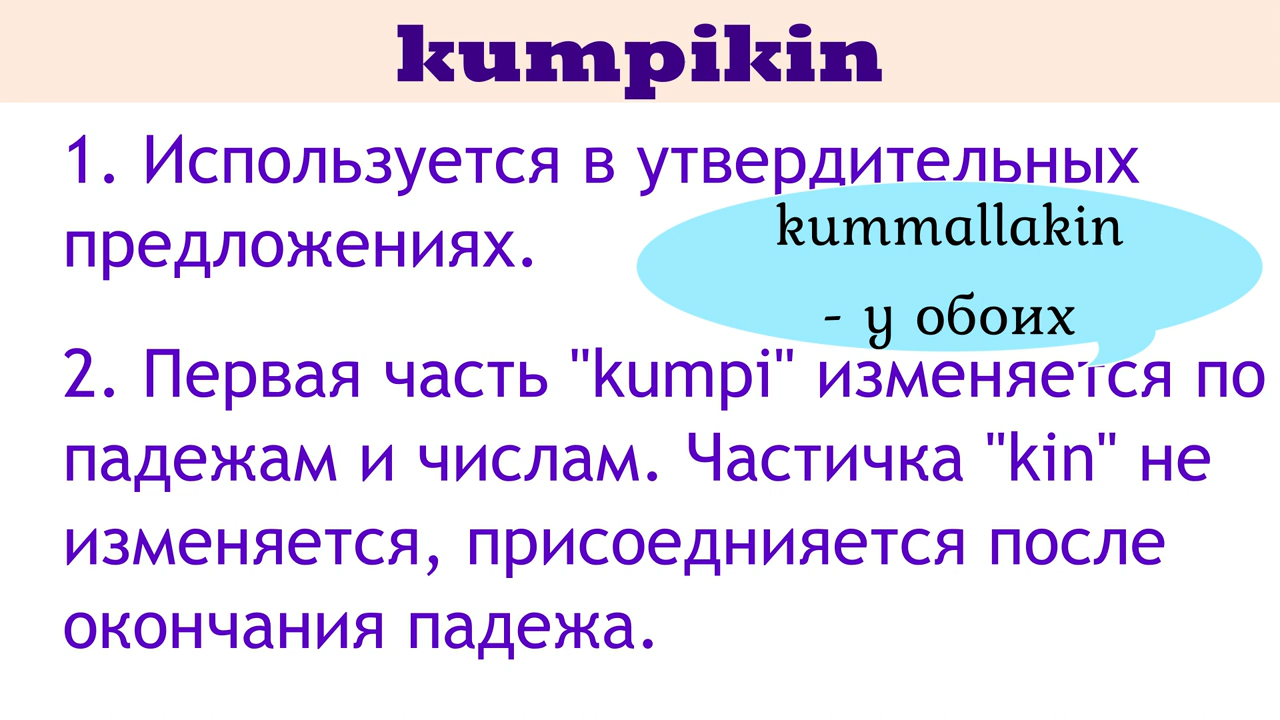 kumpikin
1. Используется в утвердительных
предложениях.
kummallakin
- у обоих
2. Первая часть "kumpi" изменяется по
падежам и числам. Частичка "kin" не
изменяется, присоеднияется после
окончания падежа.